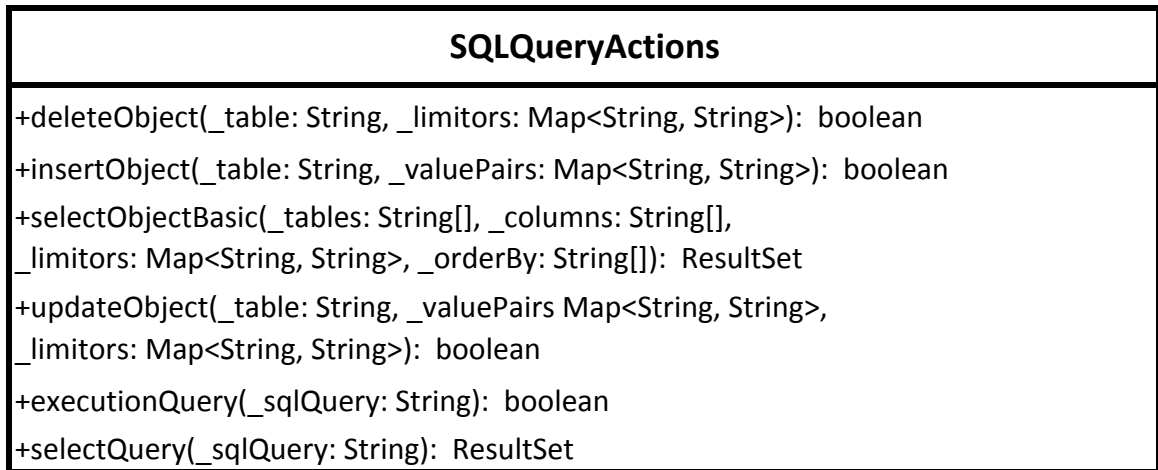 SQLQueryActions
+deleteObject(_table: String, _limitors: Map<String, String>):  boolean
+insertObject(_table: String, _valuePairs: Map<String, String>):  boolean
+selectObjectBasic(_tables: String[], _columns: String[],
_limitors: Map<String, String>, _orderBy: String[]):  ResultSet
+updateObject(_table: String, _valuePairs Map<String, String>,
_limitors: Map<String, String>):  boolean
+executionQuery(_sqlQuery: String):  boolean
+selectQuery(_sqlQuery: String):  ResultSet